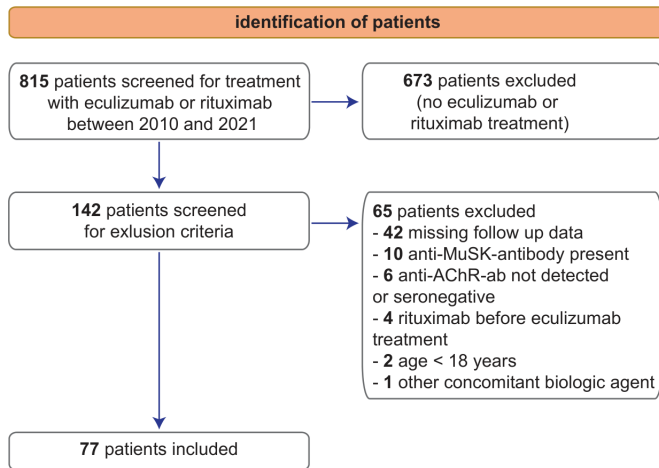 identification of patients
815 patients screened for treatment
with eculizumab or rituximab
between 2010 and 2021
673 patients excluded
(no eculizumab or
rituximab treatment)
142 patients screened
for exlusion criteria
65 patients excluded
- 42 missing follow up data
- 10 anti-MuSK-antibody present
- 6 anti-AChR-ab not detected
or seronegative
- 4 rituximab before eculizumab
treatment
- 2 age < 18 years
- 1 other concomitant biologic agent
77 patients included